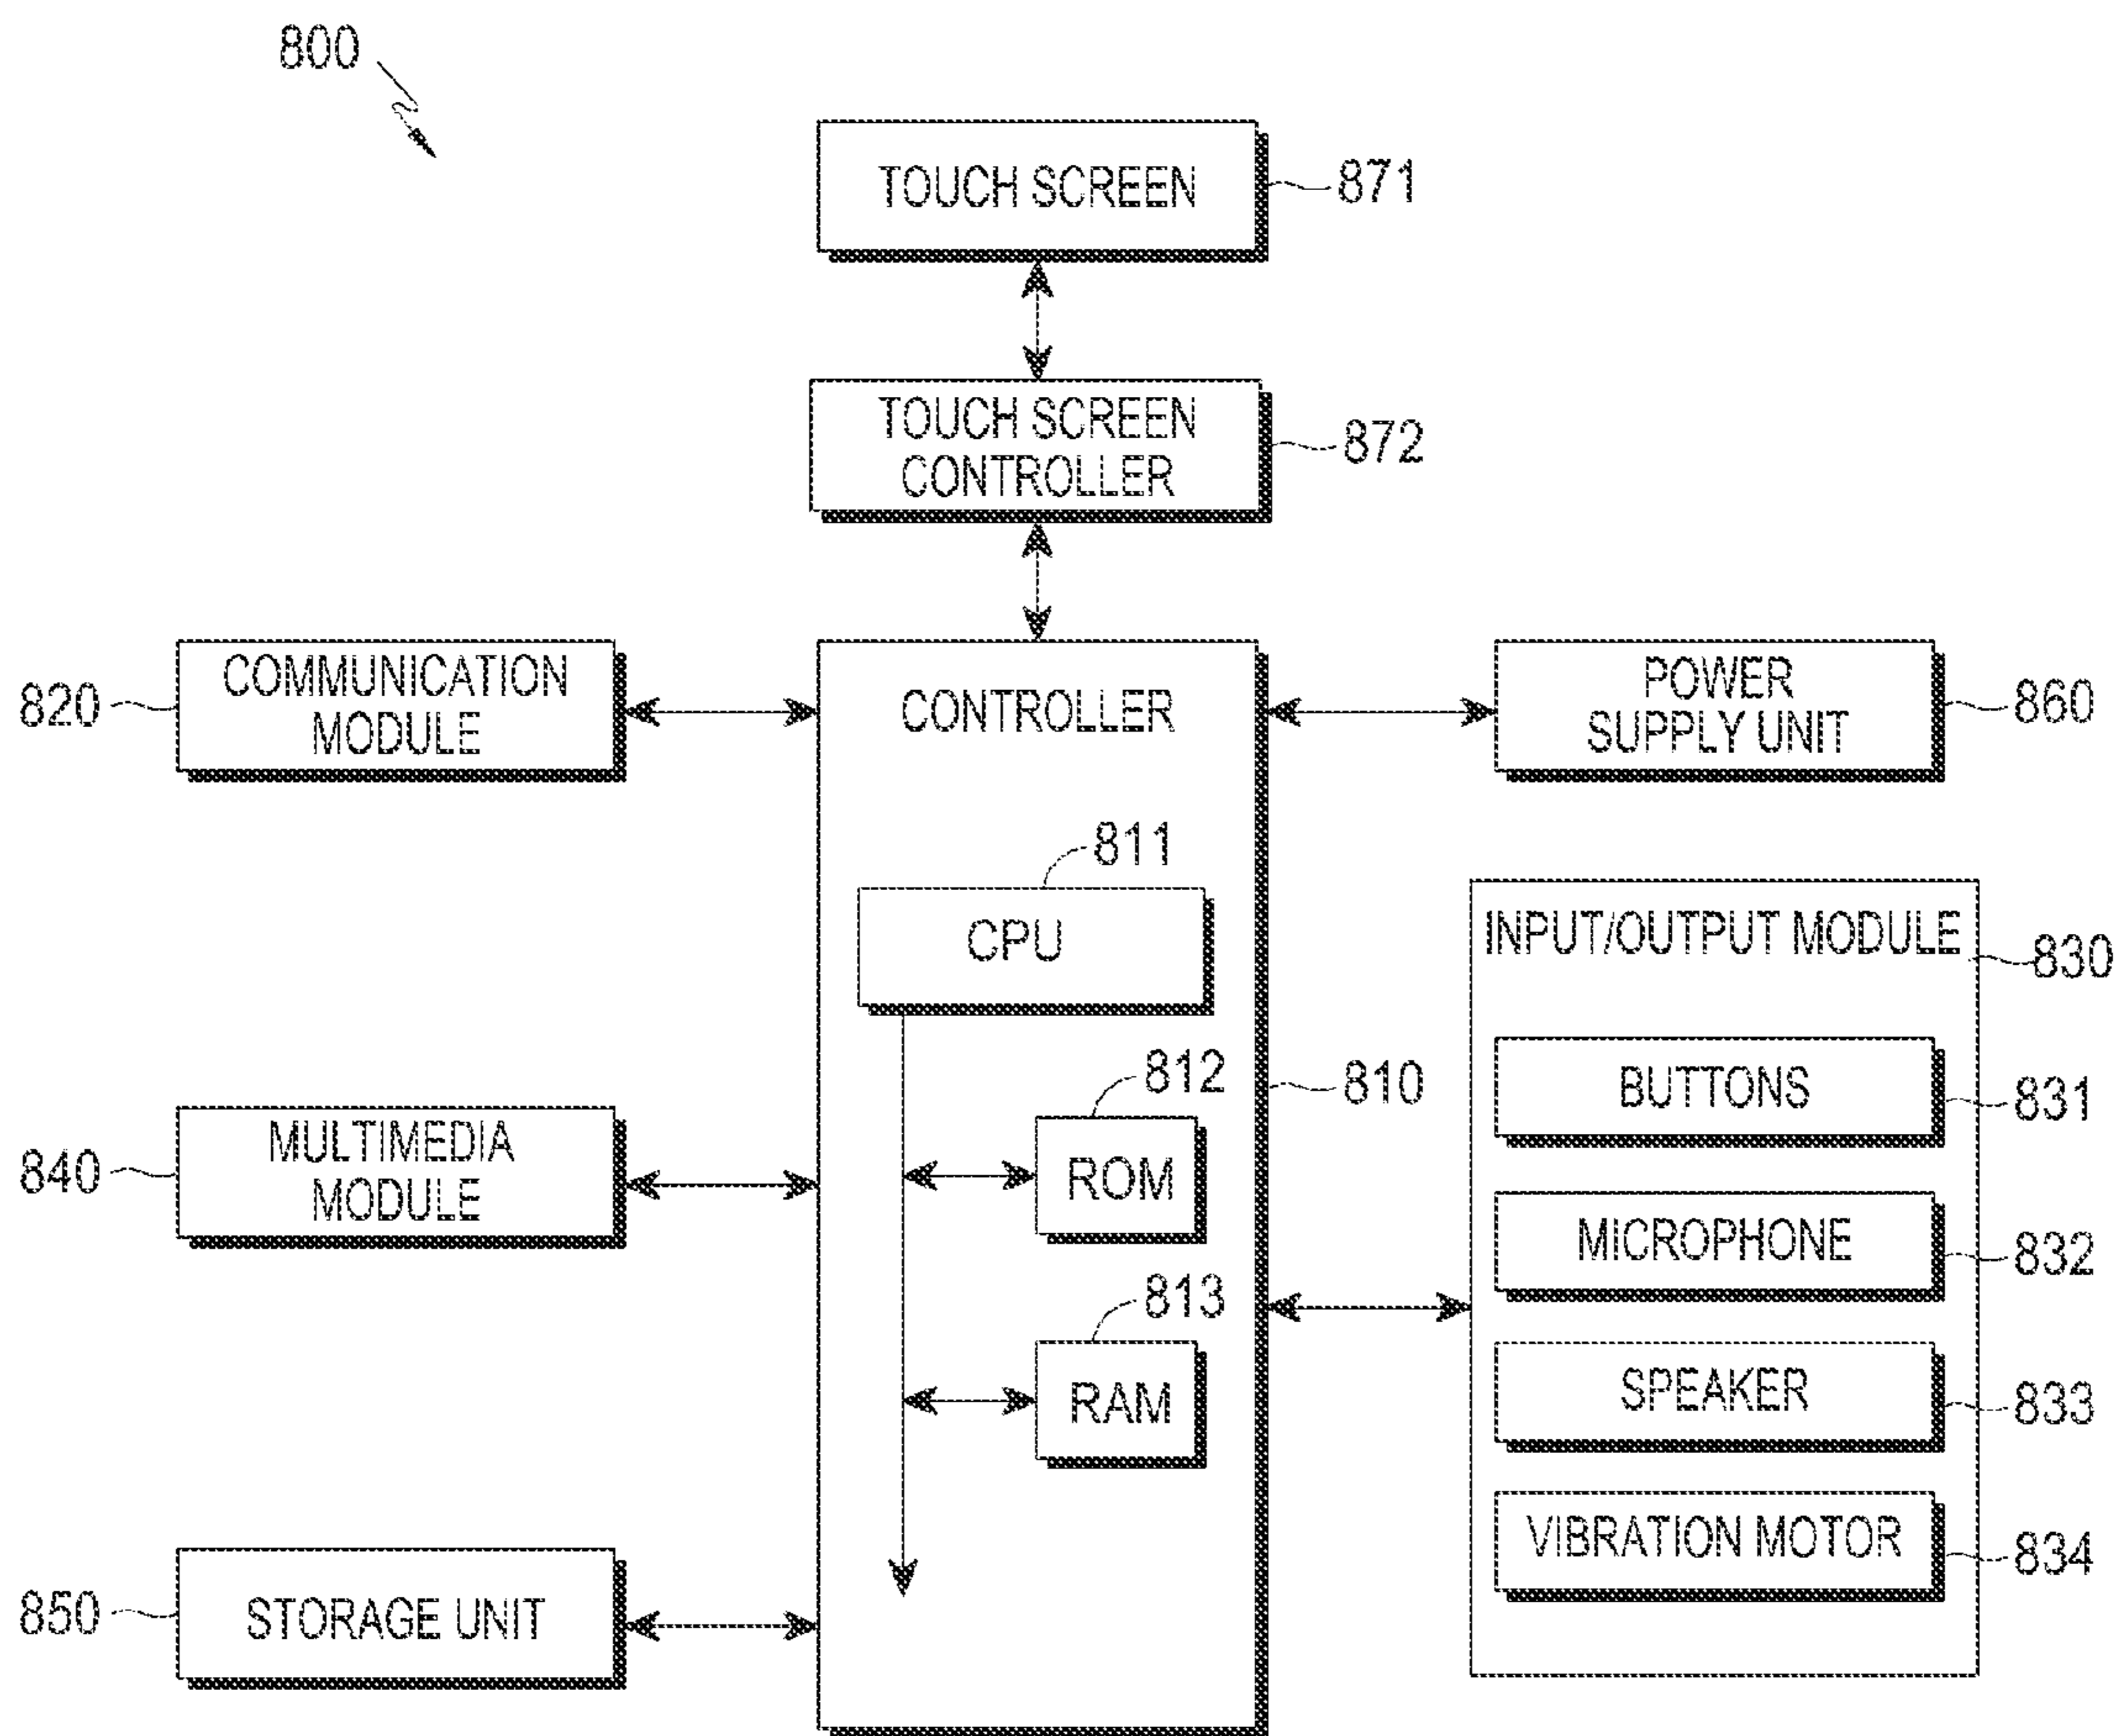 800
TOUCH SCREEN
871
TOUCH SCREEN
CONTROLLER
872
820
COMMUNICATION
MODULE
CONTROLLER
POWER
SUPPLY UNIT
860
811
CPU
812
ROM
813
RAM
810
840
MULTIMEDIA
MODULE
850
STORAGE UNIT
INPUT/OUTPUT MODULE
830
BUTTONS
831
MICROPHONE
832
SPEAKER
833
VIBRATION MOTOR
834